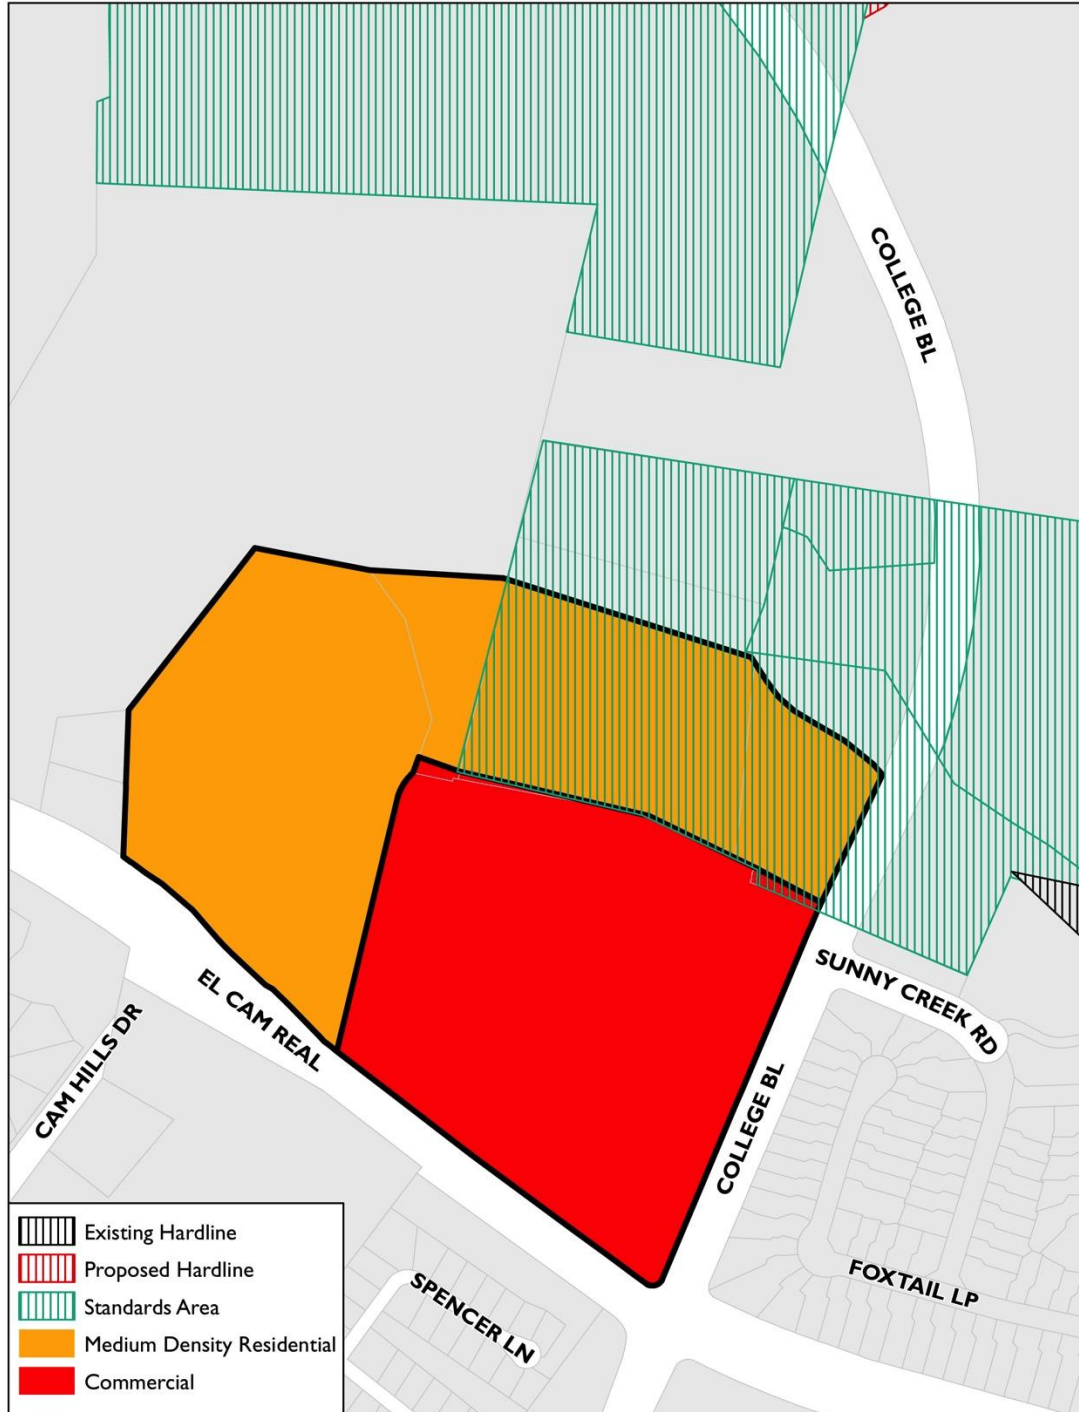 COLLEGE BL
SUNNY CREEK RD
EL CAM REAL
CAM HILLS DR
COLLEGE BL
FOXTAIL LP
SPENCER LN
Existing Hardline
Proposed Hardline
Standards Area
Medium Density Residential
Commercial